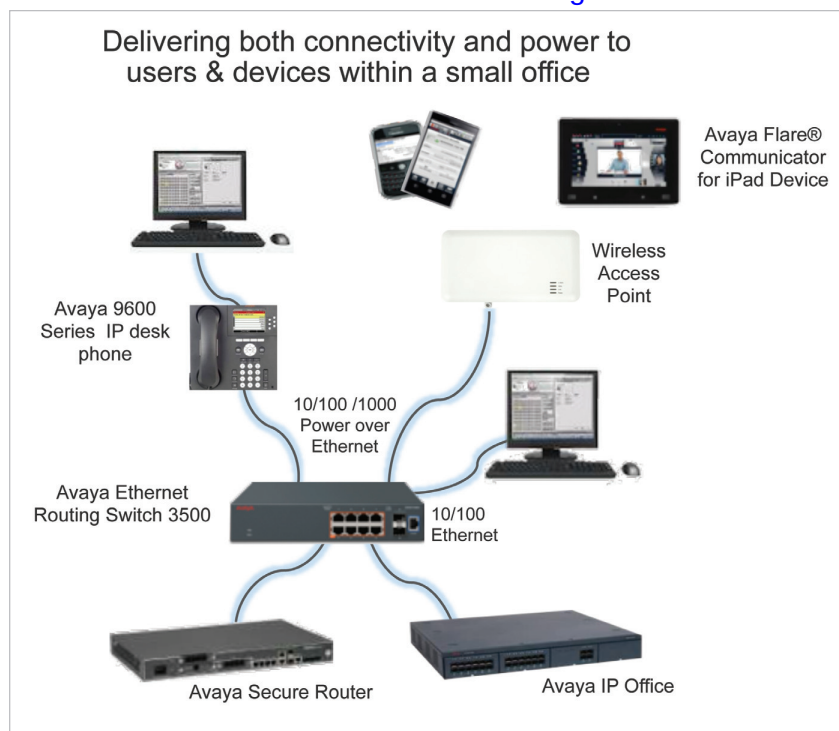 Delivering both connectivity and power to
users & devices within a small office
Avaya Flare®
Communicator
for iPad Device
Wireless
Access
Point
Avaya 9600
Series IP desk
phone
10/100 /1000
Power over
Ethernet
Avaya Ethernet
Routing Switch 3500
10/100
Ethernet
Avaya Secure Router
Avaya IP Office